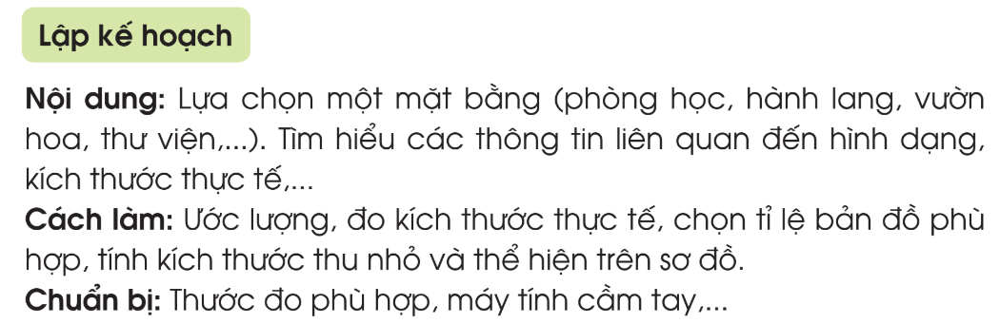 Lập kế hoạch
Nội dung: Lựa chọn một mặt bằng (phòng học, hành lang, vườn
hoa, thư viện,...). Tìm hiểu các thông tin liên quan đến hình dạng,
kích thước thực tế,...
Cách làm: Ước lượng, đo kích thước thực tế, chọn tỉ lệ bản đồ phù
hợp, tính kích thước thu nhỏ và thể hiện trên sơ đồ.
Chuẩn bị: Thước đo phù hợp, máy tính cầm tay,...